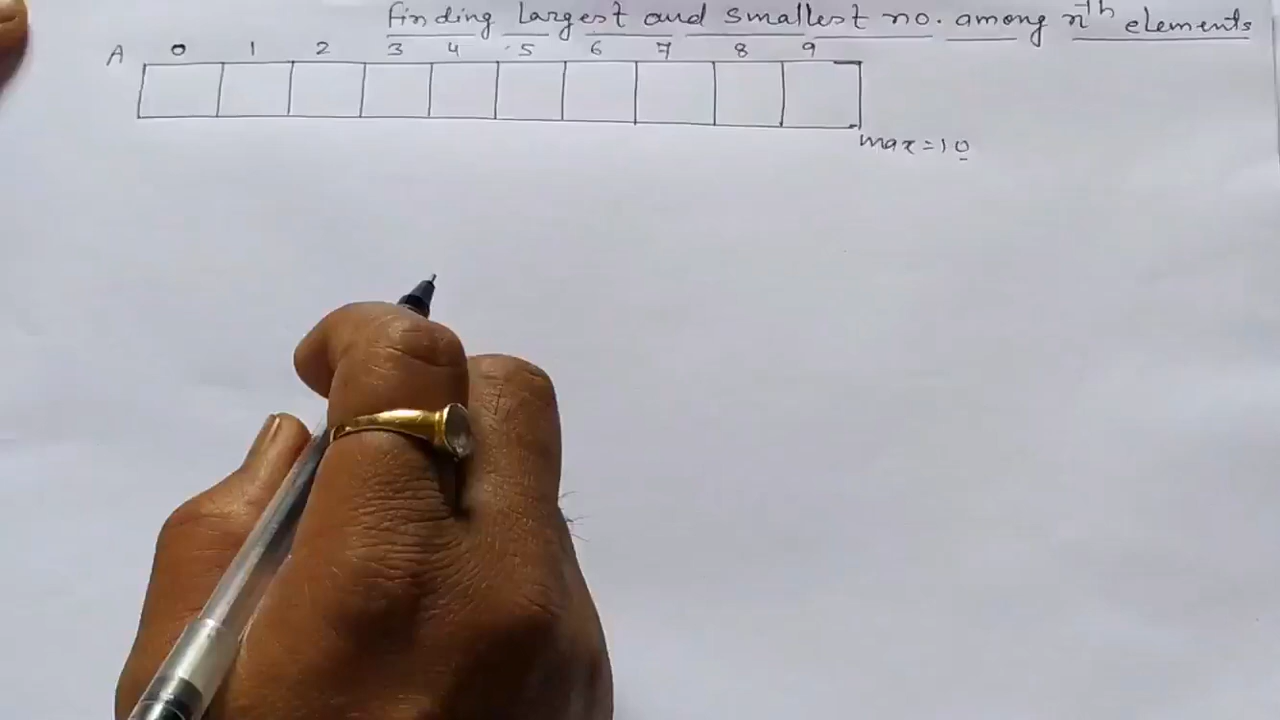 Finding Largest and smallest no. among nth elements
A 0 1 2 3 4 5 6 7 8 9
max=10